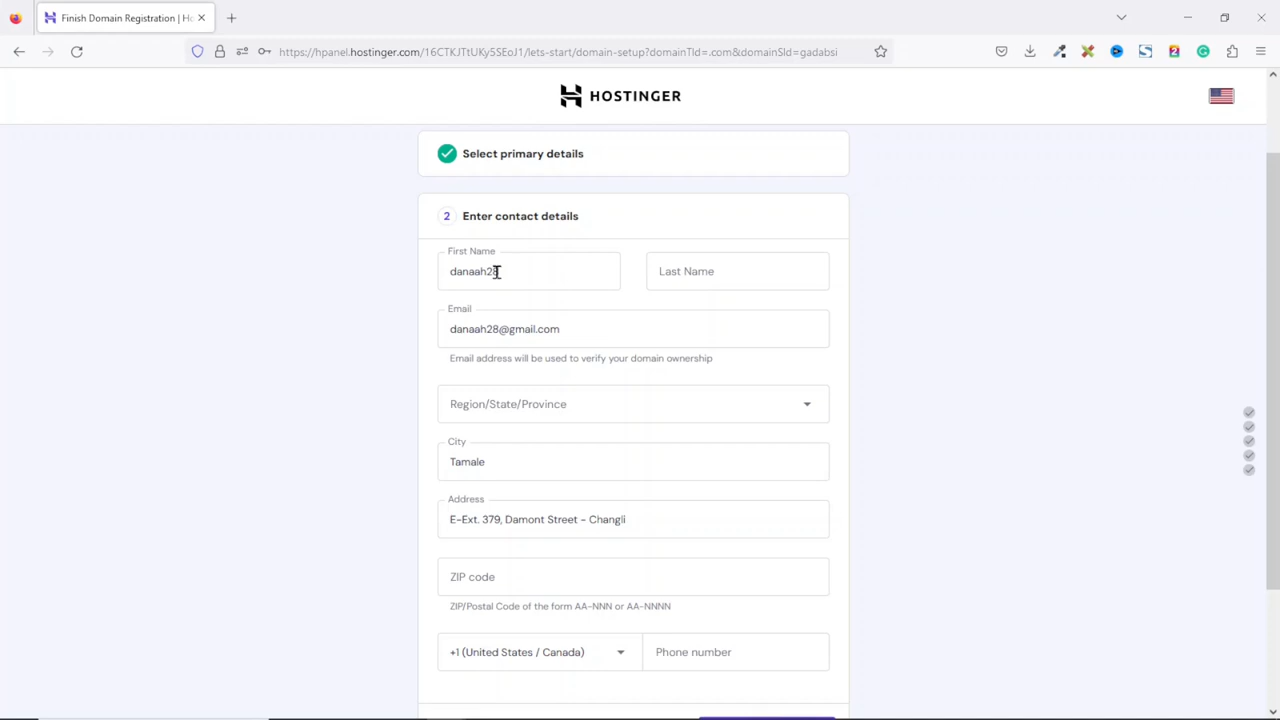 Finish Domain Registration | Ho
https://hpanel.hostinger.com/16CTKJTtUKy5SEoJ1/lets-start/domain-setup?domainTld=.com&domainSld=gadabsi
HOSTINGER
Select primary details
2 Enter contact details
First Name
danaah28
Last Name
Email
danaah28@gmail.com
Email address will be used to verify your domain ownership
Region/State/Province
City
Tamale
Address
E-Ext. 379, Damont Street - Changli
ZIP code
ZIP/Postal Code of the form AA-NNN or AA-NNNN
+1 (United States / Canada)
Phone number